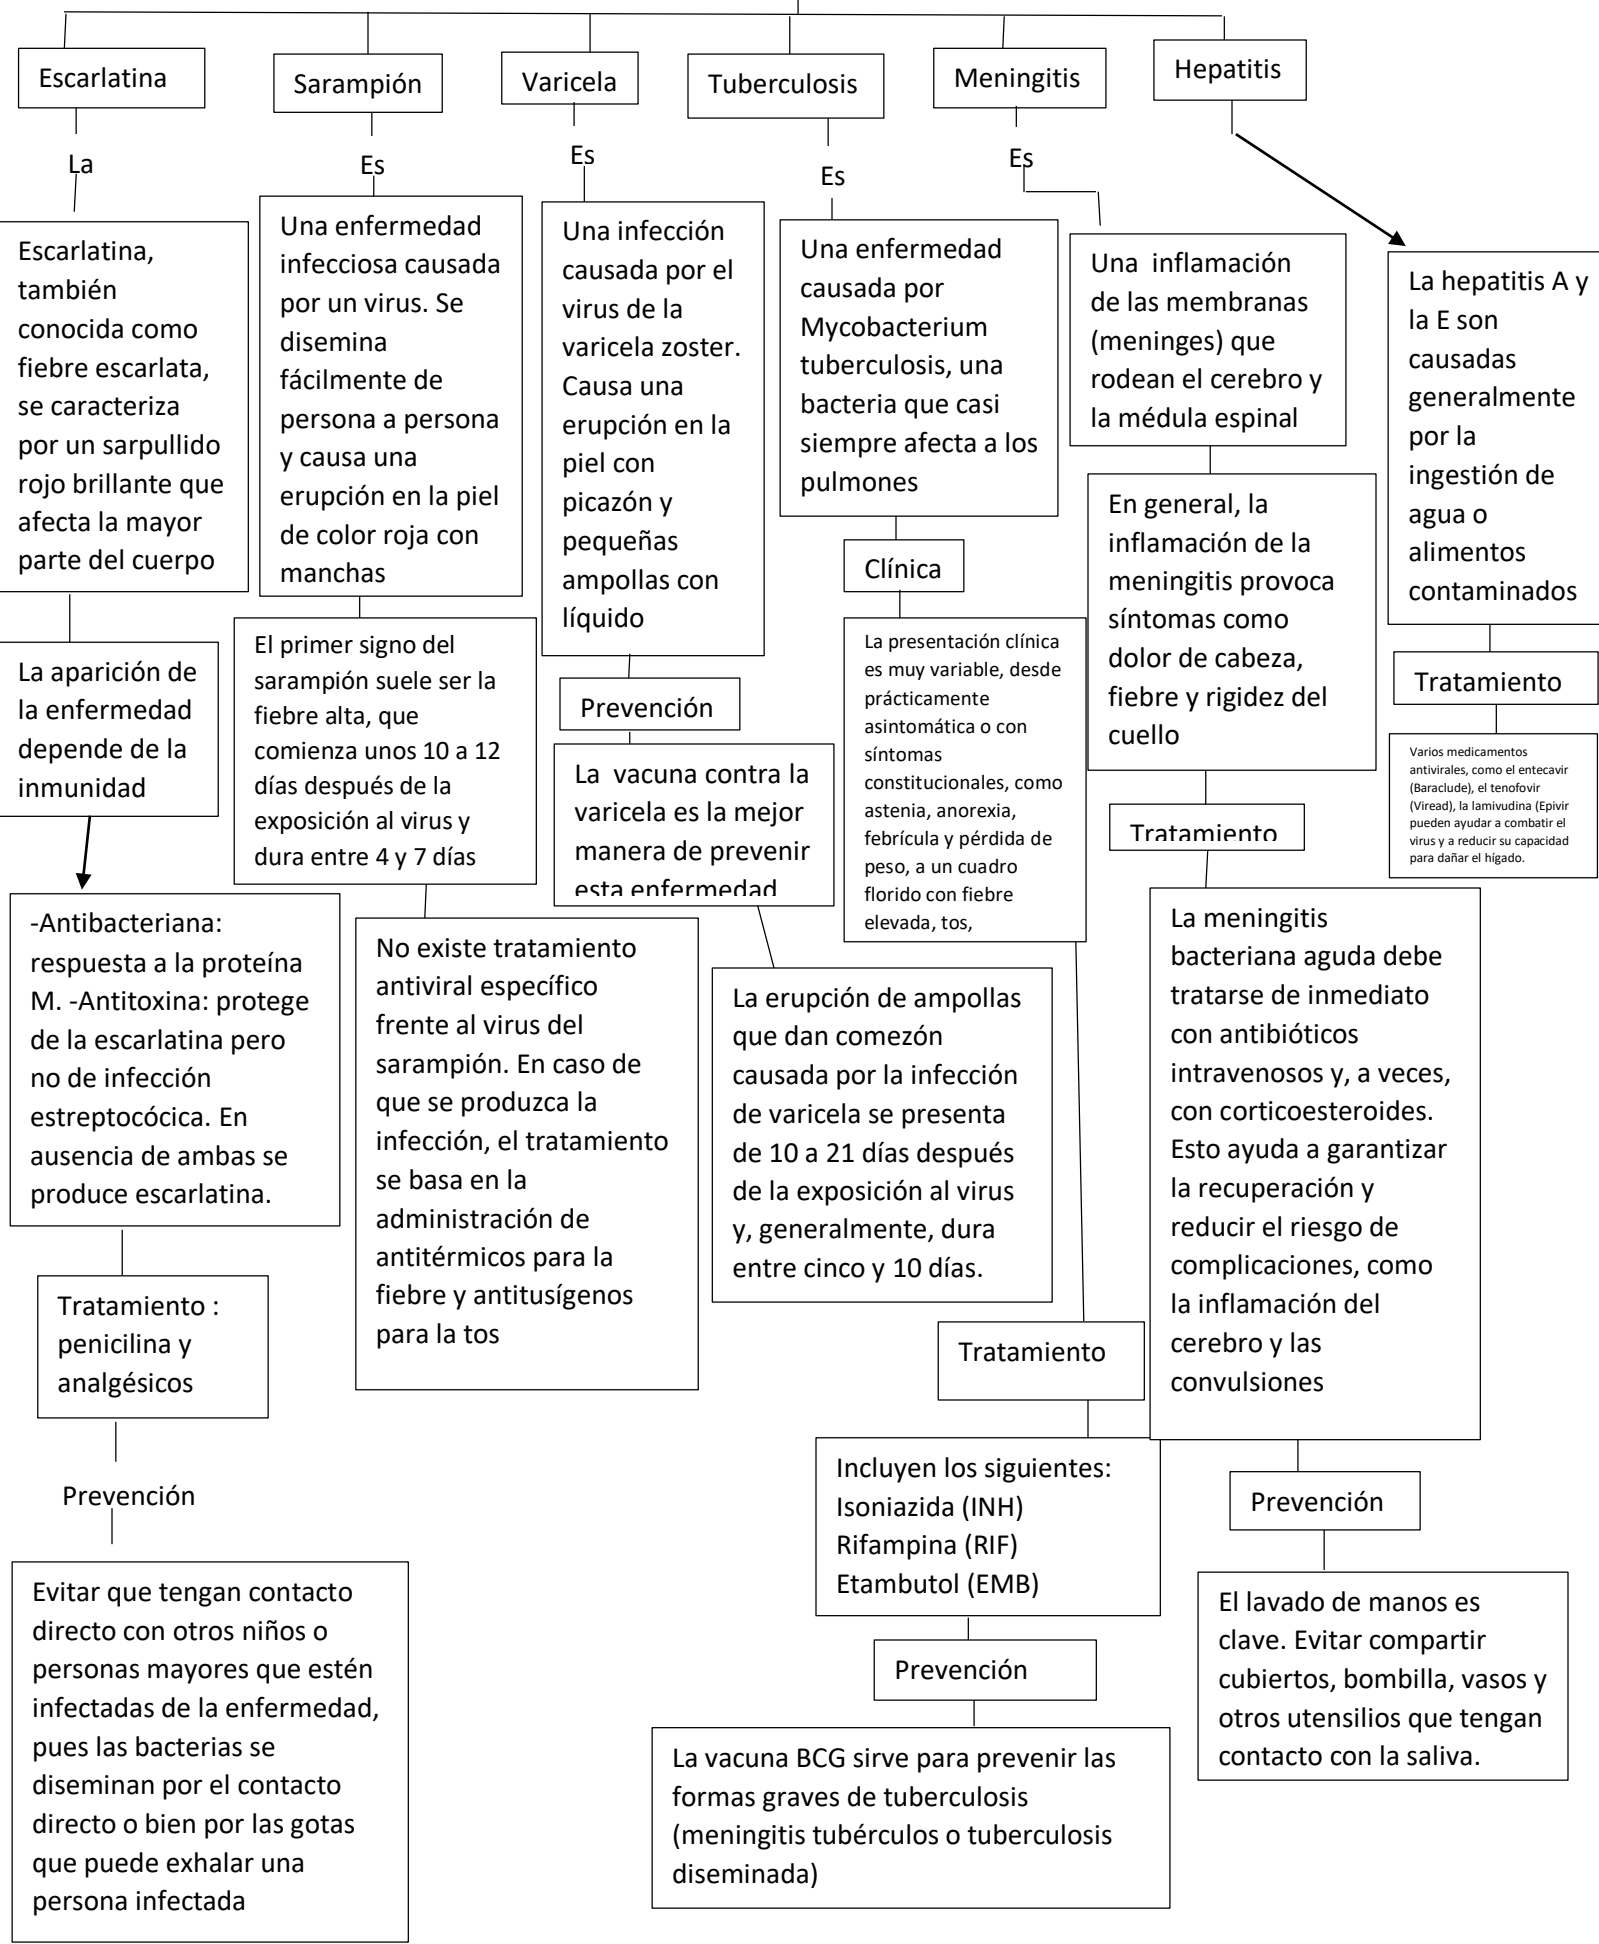 Escarlatina
Sarampión
Varicela
Tuberculosis
Meningitis
Hepatitis
La
Es
Es
Es
Es
Escarlatina,
también
conocida como
fiebre escarlata,
se caracteriza
por un sarpullido
rojo brillante que
afecta la mayor
parte del cuerpo
La aparición de
la enfermedad
depende de la
inmunidad
-Antibacteriana:
respuesta a la proteína
M. -Antitoxina: protege
de la escarlatina pero
no de infección
estreptocócica. En
ausencia de ambas se
produce escarlatina.
Tratamiento :
penicilina y
analgésicos
Prevención
Evitar que tengan contacto
directo con otros niños o
personas mayores que estén
infectadas de la enfermedad,
pues las bacterias se
diseminan por el contacto
directo o bien por las gotas
que puede exhalar una
persona infectada
Una enfermedad
infecciosa causada
por un virus. Se
disemina
fácilmente de
persona a persona
y causa una
erupción en la piel
de color roja con
manchas
El primer signo del
sarampión suele ser la
fiebre alta, que
comienza unos 10 a 12
días después de la
exposición al virus y
dura entre 4 y 7 días
No existe tratamiento
antiviral específico
frente al virus del
sarampión. En caso de
que se produzca la
infección, el tratamiento
se basa en la
administración de
antitérmicos para la
fiebre y antitusígenos
para la tos
Una infección
causada por el
virus de la
varicela zoster.
Causa una
erupción en la
piel con
picazón y
pequeñas
ampollas con
líquido
Prevención
La  vacuna contra la
varicela es la mejor
manera de prevenir
esta enfermedad
La erupción de ampollas
que dan comezón
causada por la infección
de varicela se presenta
de 10 a 21 días después
de la exposición al virus
y, generalmente, dura
entre cinco y 10 días.
Una enfermedad
causada por
Mycobacterium
tuberculosis, una
bacteria que casi
siempre afecta a los
pulmones
Clínica
La presentación clínica
es muy variable, desde
prácticamente
asintomática o con
síntomas
constitucionales, como
astenia, anorexia,
febrícula y pérdida de
peso, a un cuadro
florido con fiebre
elevada, tos,
Tratamiento
Incluyen los siguientes:
Isoniazida (INH)
Rifampina (RIF)
Etambutol (EMB)
Prevención
La vacuna BCG sirve para prevenir las
formas graves de tuberculosis
(meningitis tubérculos o tuberculosis
diseminada)
Una  inflamación
de las membranas
(meninges) que
rodean el cerebro y
la médula espinal
En general, la
inflamación de la
meningitis provoca
síntomas como
dolor de cabeza,
fiebre y rigidez del
cuello
Tratamiento
La meningitis
bacteriana aguda debe
tratarse de inmediato
con antibióticos
intravenosos y, a veces,
con corticoesteroides.
Esto ayuda a garantizar
la recuperación y
reducir el riesgo de
complicaciones, como
la inflamación del
cerebro y las
convulsiones
Prevención
El lavado de manos es
clave. Evitar compartir
cubiertos, bombilla, vasos y
otros utensilios que tengan
contacto con la saliva.
La hepatitis A y
la E son
causadas
generalmente
por la
ingestión de
agua o
alimentos
contaminados
Tratamiento
Varios medicamentos
antivirales, como el entecavir
(Baraclude), el tenofovir
(Viread), la lamivudina (Epivir
pueden ayudar a combatir el
virus y a reducir su capacidad
para dañar el hígado.